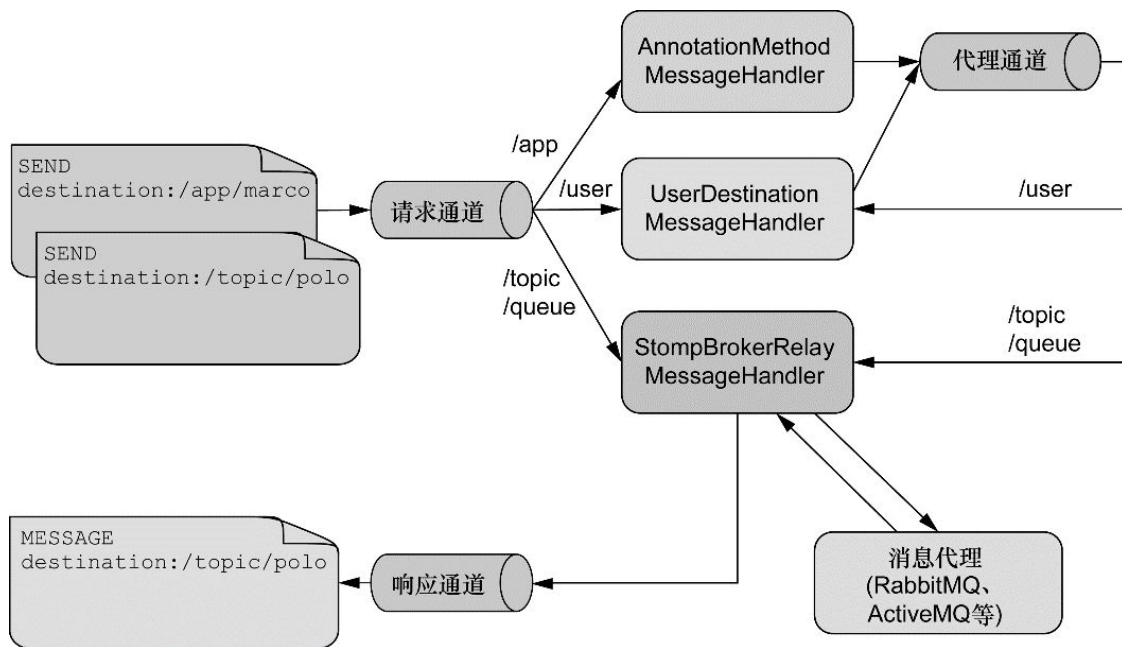 AnnotationMethod
MessageHandler
代理通道
/app
SEND
destination:/app/marco
/user
UserDestination
MessageHandler
/user
请求通道
SEND
destination:/topic/polo
/topic
/queue
/topic
/queue
StompBrokerRelay
MessageHandler
MESSAGE
destination:/topic/polo
响应通道
消息代理
(RabbitMQ、
ActiveMQ等)